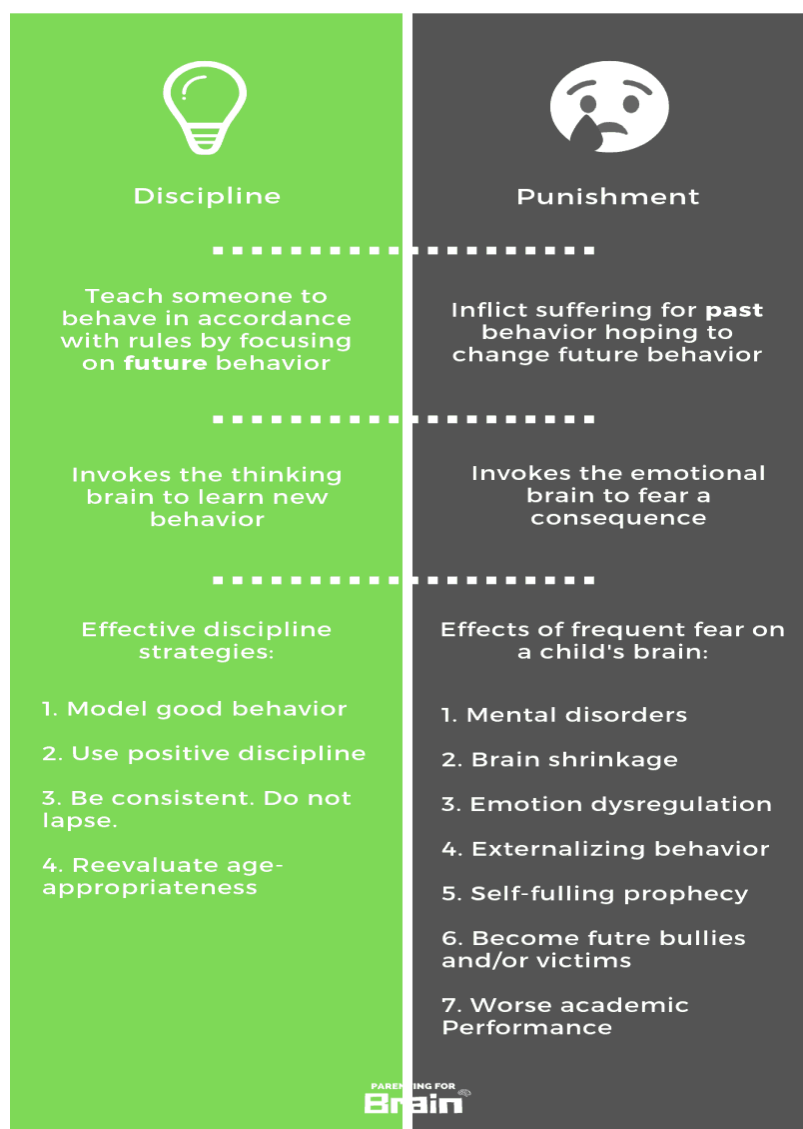 Discipline
Teach someone to
behave in accordance
with rules by focusing
on future behavior
Invokes the thinking
brain to learn new
behavior
Effective discipline
strategies:
1. Model good behavior
2. Use positive discipline
3. Be consistent. Do not
lapse.
4. Reevaluate age-
appropriateness
Punishment
Inflict suffering for past
behavior hoping to
change future behavior
Invokes the emotional
brain to fear a
consequence
Effects of frequent fear on
a child's brain:
1. Mental disorders
2. Brain shrinkage
3. Emotion dysregulation
4. Externalizing behavior
5. Self-fulling prophecy
6. Become futre bullies
and/or victims
7. Worse academic
Performance
PARENTING FOR
Brain